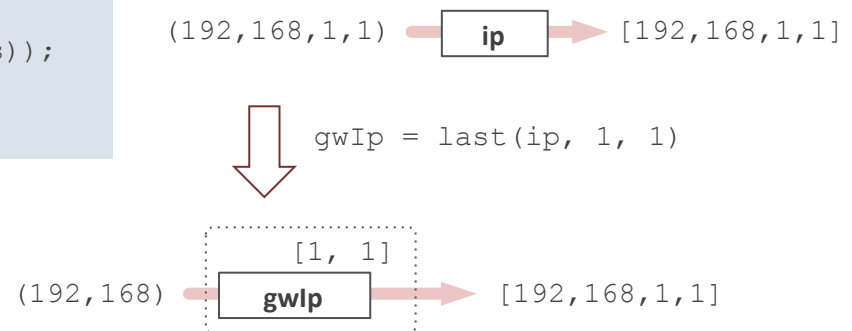 (192,168,1,1) ip [192,168,1,1]
));
gwIp = last(ip, 1, 1)
[1, 1]
(192,168) gwIp [192,168,1,1]